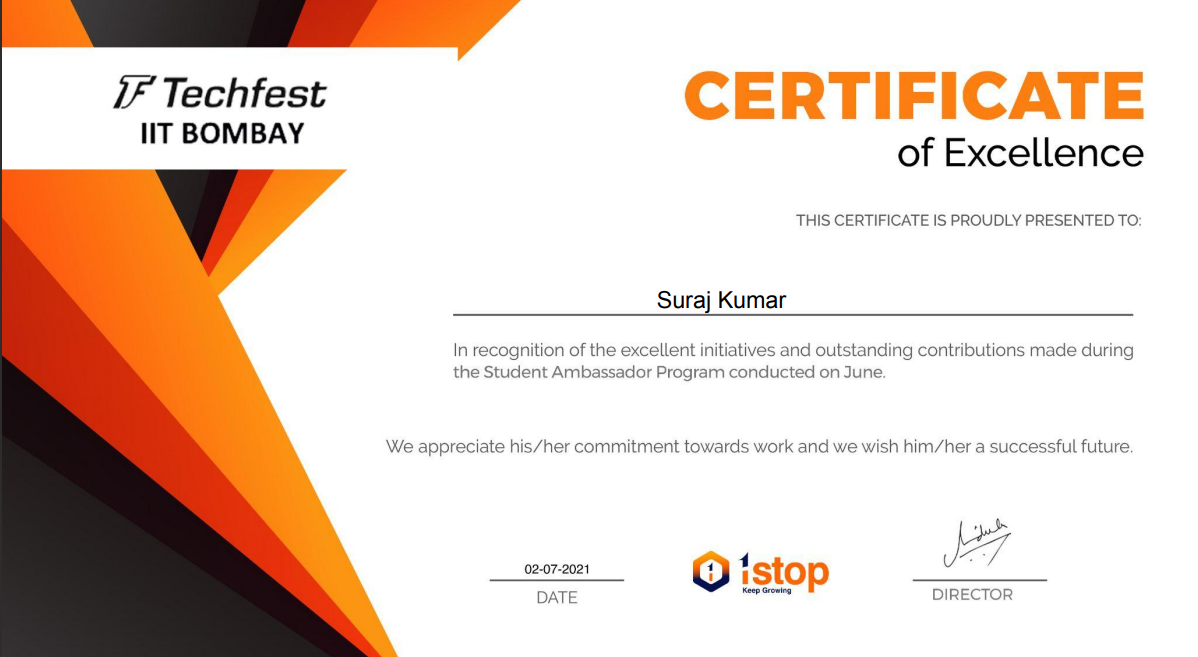 Techfest
IIT BOMBAY
CERTIFICATE
of Excellence
THIS CERTIFICATE IS PROUDLY PRESENTED TO:
Suraj Kumar
In recognition of the excellent initiatives and outstanding contributions made during
the Student Ambassador Program conducted on June.
We appreciate his/her commitment towards work and we wish him/her a successful future.
02-07-2021
DATE
1stop
Keep Growing
DIRECTOR